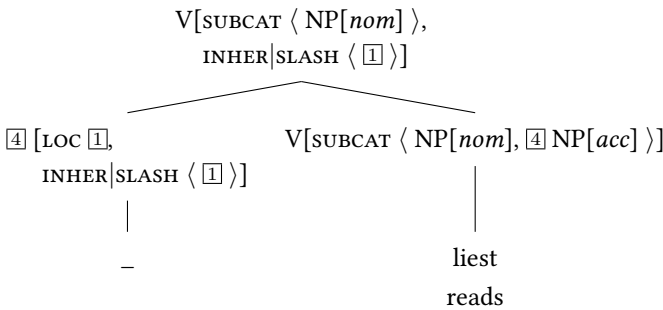 V[SUBCAT ⟨ NP[nom] ⟩,
INHER|SLASH ⟨ 1 ⟩]
4 [LOC 1, V[SUBCAT ⟨ NP[nom], 4 NP[acc] ⟩]
INHER|SLASH ⟨ 1 ⟩]
_ liest
reads